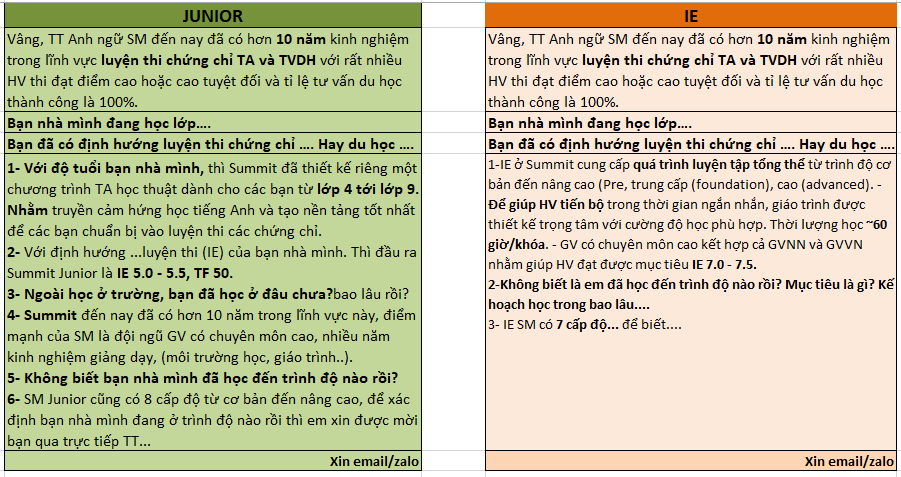 JUNIOR
Vâng, TT Anh ngữ SM đến nay đã có hơn 10 năm kinh nghiệm
trong lĩnh vực luyện thi chứng chỉ TA và TVDH với rất nhiều
HV thi đạt điểm cao hoặc cao tuyệt đối và tỉ lệ tư vấn du học
thành công là 100%.
Bạn nhà mình đang học lớp....
Bạn đã có định hướng luyện thi chứng chỉ .... Hay du học ....
1- Với độ tuổi bạn nhà mình, thì Summit đã thiết kế riêng một
chương trình TA học thuật dành cho các bạn từ lớp 4 tới lớp 9.
Nhằm truyền cảm hứng học tiếng Anh và tạo nền tảng tốt nhất
để các bạn chuẩn bị vào luyện thi các chứng chỉ.
2- Với định hướng ...luyện thi (IE) của bạn nhà mình. Thì đầu ra
Summit Junior là IE 5.0 - 5.5, TF 50.
3- Ngoài học ở trường, bạn đã học ở đâu chưa?bao lâu rồi?
4- Summit đến nay đã có hơn 10 năm trong lĩnh vực này, điểm
mạnh của SM là đội ngũ GV có chuyên môn cao, nhiều năm
kinh nghiệm giảng dạy, (môi trường học, giáo trình..).
5- Không biết bạn nhà mình đã học đến trình độ nào rồi?
6- SM Junior cũng có 8 cấp độ từ cơ bản đến nâng cao, để xác
định bạn nhà mình đang ở trình độ nào rồi thì em xin được mời
bạn qua trực tiếp TT...
Xin email/zalo
IE
Vâng, TT Anh ngữ SM đến nay đã có hơn 10 năm kinh nghiệm
trong lĩnh vực luyện thi chứng chỉ TA và TVDH với rất nhiều
HV thi đạt điểm cao hoặc cao tuyệt đối và tỉ lệ tư vấn du học
thành công là 100%.
Bạn nhà mình đang học lớp....
Bạn đã có định hướng luyện thi chứng chỉ .... Hay du học ....
1-IE ở Summit cung cấp quá trình luyện tập tổng thể từ trình độ cơ
bản đến nâng cao (Pre, trung cấp (foundation), cao (advanced). -
Để giúp HV tiến bộ trong thời gian ngắn nhắn, giáo trình được
thiết kế trọng tâm với cường độ học phù hợp. Thời lượng học ~60
giờ/khóa. - GV có chuyên môn cao kết hợp cả GVNN và GVVN
nhằm giúp HV đạt được mục tiêu IE 7.0 - 7.5.
2-Không biết là em đã học đến trình độ nào rồi? Mục tiêu là gì? Kế
hoạch học trong bao lâu....
3- IE SM có 7 cấp độ... để biết....
Xin email/zalo